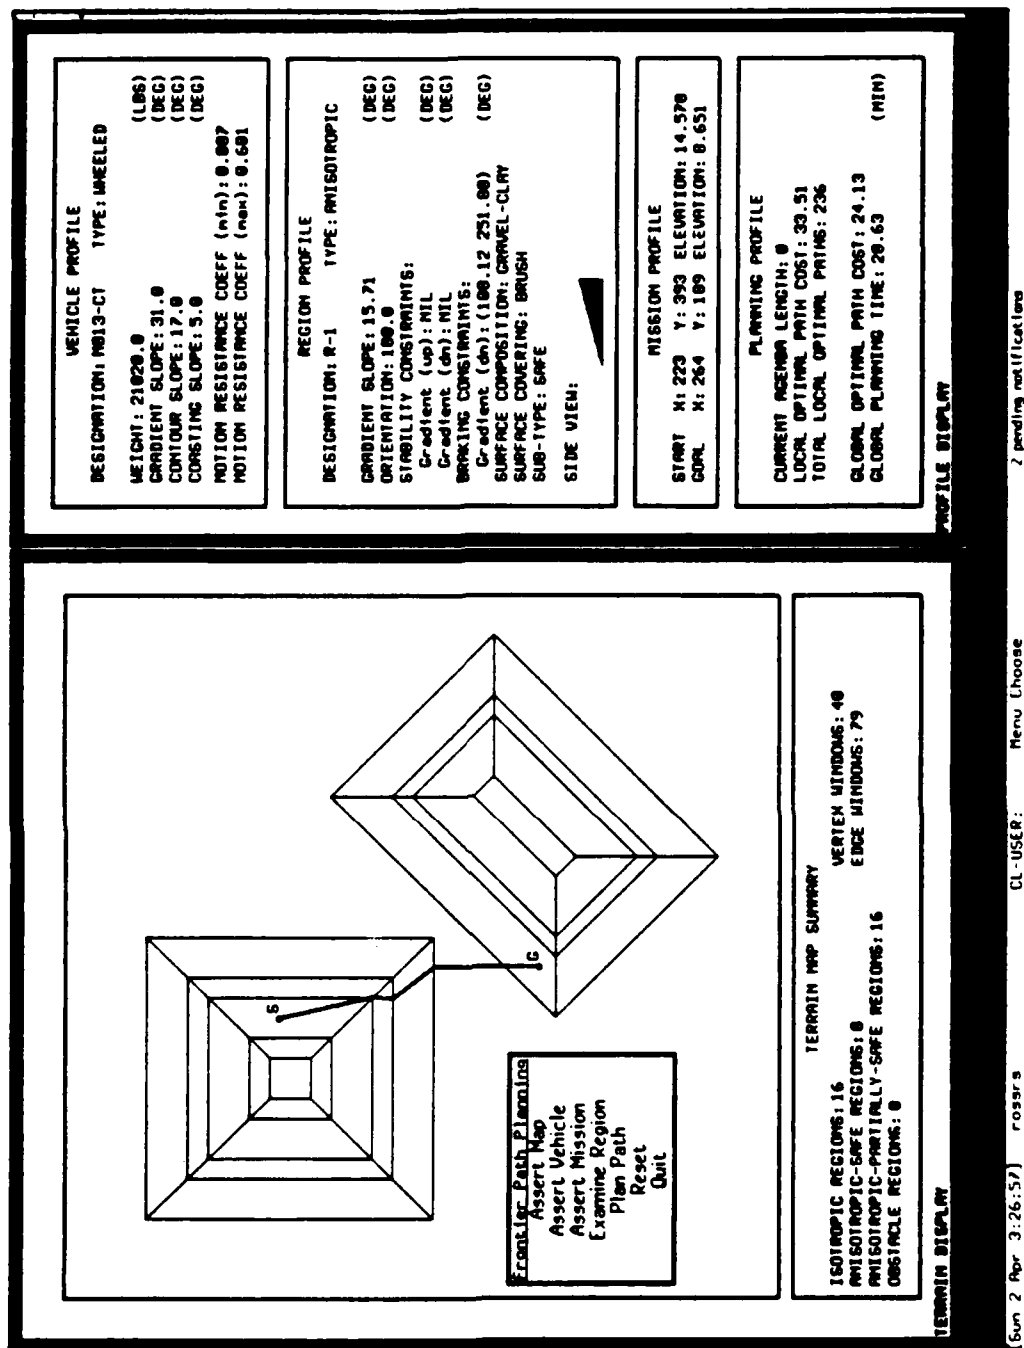 S
G
Frontier Path Planning
Assert Map
Assert Vehicle
Assert Mission
Examine Region
Plan Path
Reset
Quit
TERRAIN MAP SUMMARY
ISOTROPIC REGIONS: 16 VERTEX WINDOWS: 40
ANISOTROPIC-SAFE REGIONS: EDGE WINDOWS: 79
ANISOTROPIC-PARTIALLY-SAFE REGIONS: 16
OBSTACLE REGIONS: 0
TERRAIN DISPLAY
VEHICLE PROFILE
DESIGNATION: M813-CT TYPE: WHEELED
WEIGHT: 21020.0 (LBS)
GRADIENT SLOPE: 31.0 (DEG)
CONTOUR SLOPE: 17.0 (DEG)
COASTING SLOPE: 5.0 (DEG)
MOTION RESISTANCE COEFF (min):
MOTION RESISTANCE COEFF (max): 0.601
REGION PROFILE
DESIGNATION: R-1 TYPE: ANISOTROPIC
GRADIENT SLOPE: 15.71 (DEG)
ORIENTATION: 180.0 (DEG)
STABILITY CONSTRAINTS:
Gradient (up): NIL (DEG)
Gradient (dn): NIL (DEG)
BRAKING CONSTRAINTS:
Gradient (dn): (108.12 251.88) (DEG)
SURFACE COMPOSITION: GRAVEL-CLAY
SURFACE COVERING: BRUSH
SUB-TYPE: SAFE
SIDE VIEW:
MISSION PROFILE
START X: 223 Y: 393 ELEVATION: 14.570
GOAL X: 264 Y: 189 ELEVATION:
PLANNING PROFILE
CURRENT AGENDA LENGTH: 0
LOCAL OPTIMAL PATH COST: 33.51
TOTAL LOCAL OPTIMAL PATHS: 236
GLOBAL OPTIMAL PATH COST: 24.13
GLOBAL PLANNING TIME: 20.63 (MIN)
PROFILE DISPLAY
[Sun 2 Apr 3:26:57] rossrs CL-USER: Menu Choose 2 pending notifications